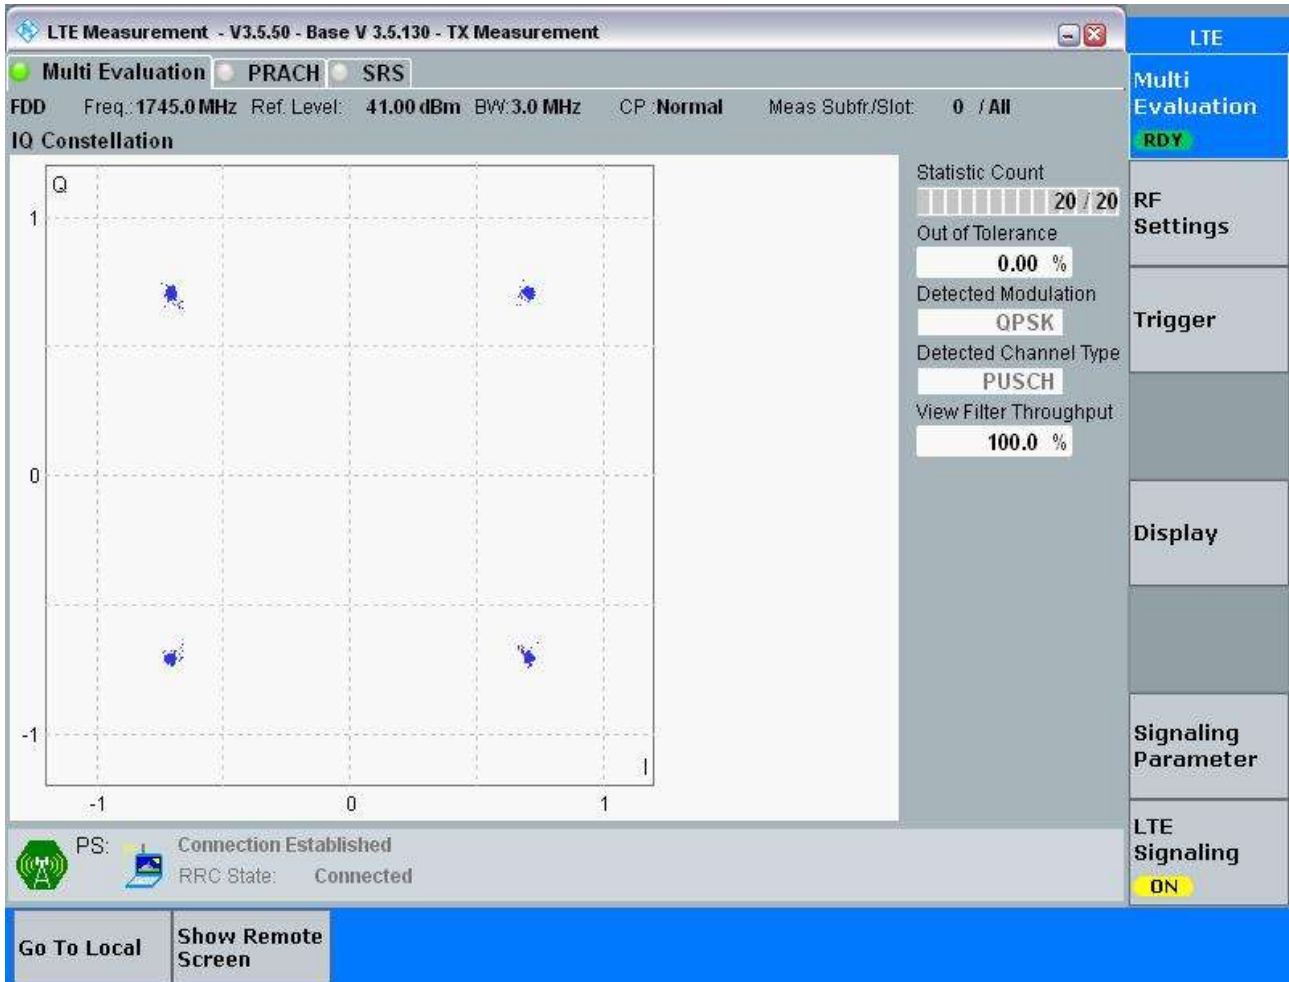 LTE Measurement - V3.5.50 - Base V 3.5.130 - TX Measurement
Multi Evaluation PRACH SRS
FDD Freq.: 1745.0 MHz Ref. Level: 41.00 dBm BW: 3.0 MHz CP : Normal Meas Subfr./Slot: 0 / All
IQ Constellation
Q
1
0
-1
I
-1 0 1
Statistic Count
20 / 20
Out of Tolerance
0.00 %
Detected Modulation
QPSK
Detected Channel Type
PUSCH
View Filter Throughput
100.0 %
PS: Connection Established
RRC State: Connected
LTE
Multi
Evaluation
RDY
RF
Settings
Trigger
Display
Signaling
Parameter
LTE
Signaling
ON
Go To Local
Show Remote
Screen